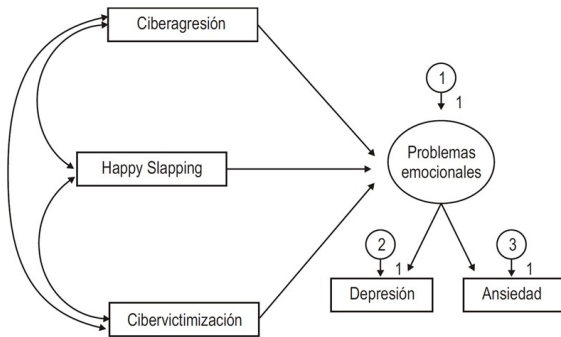 Ciberagresión
1
1
Happy Slapping
Problemas
emocionales
2
3
1
1
Depresión
Ansiedad
Cibervictimización